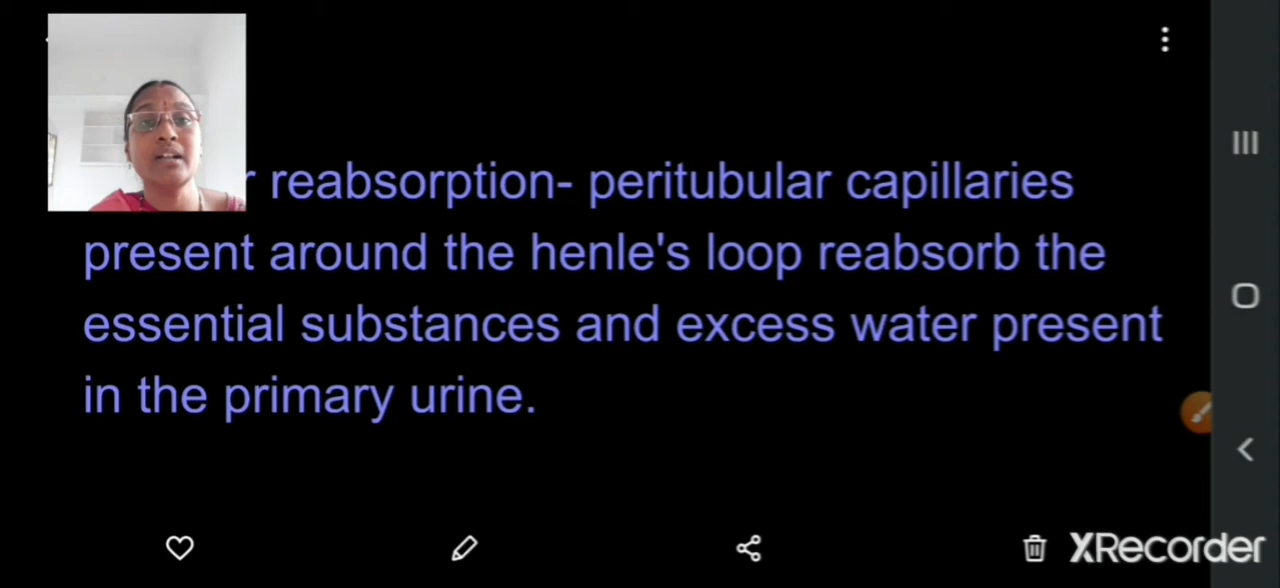 reabsorption- peritubular capillaries
present around the henle's loop reabsorb the
essential substances and excess water present
in the primary urine.
XRecorder